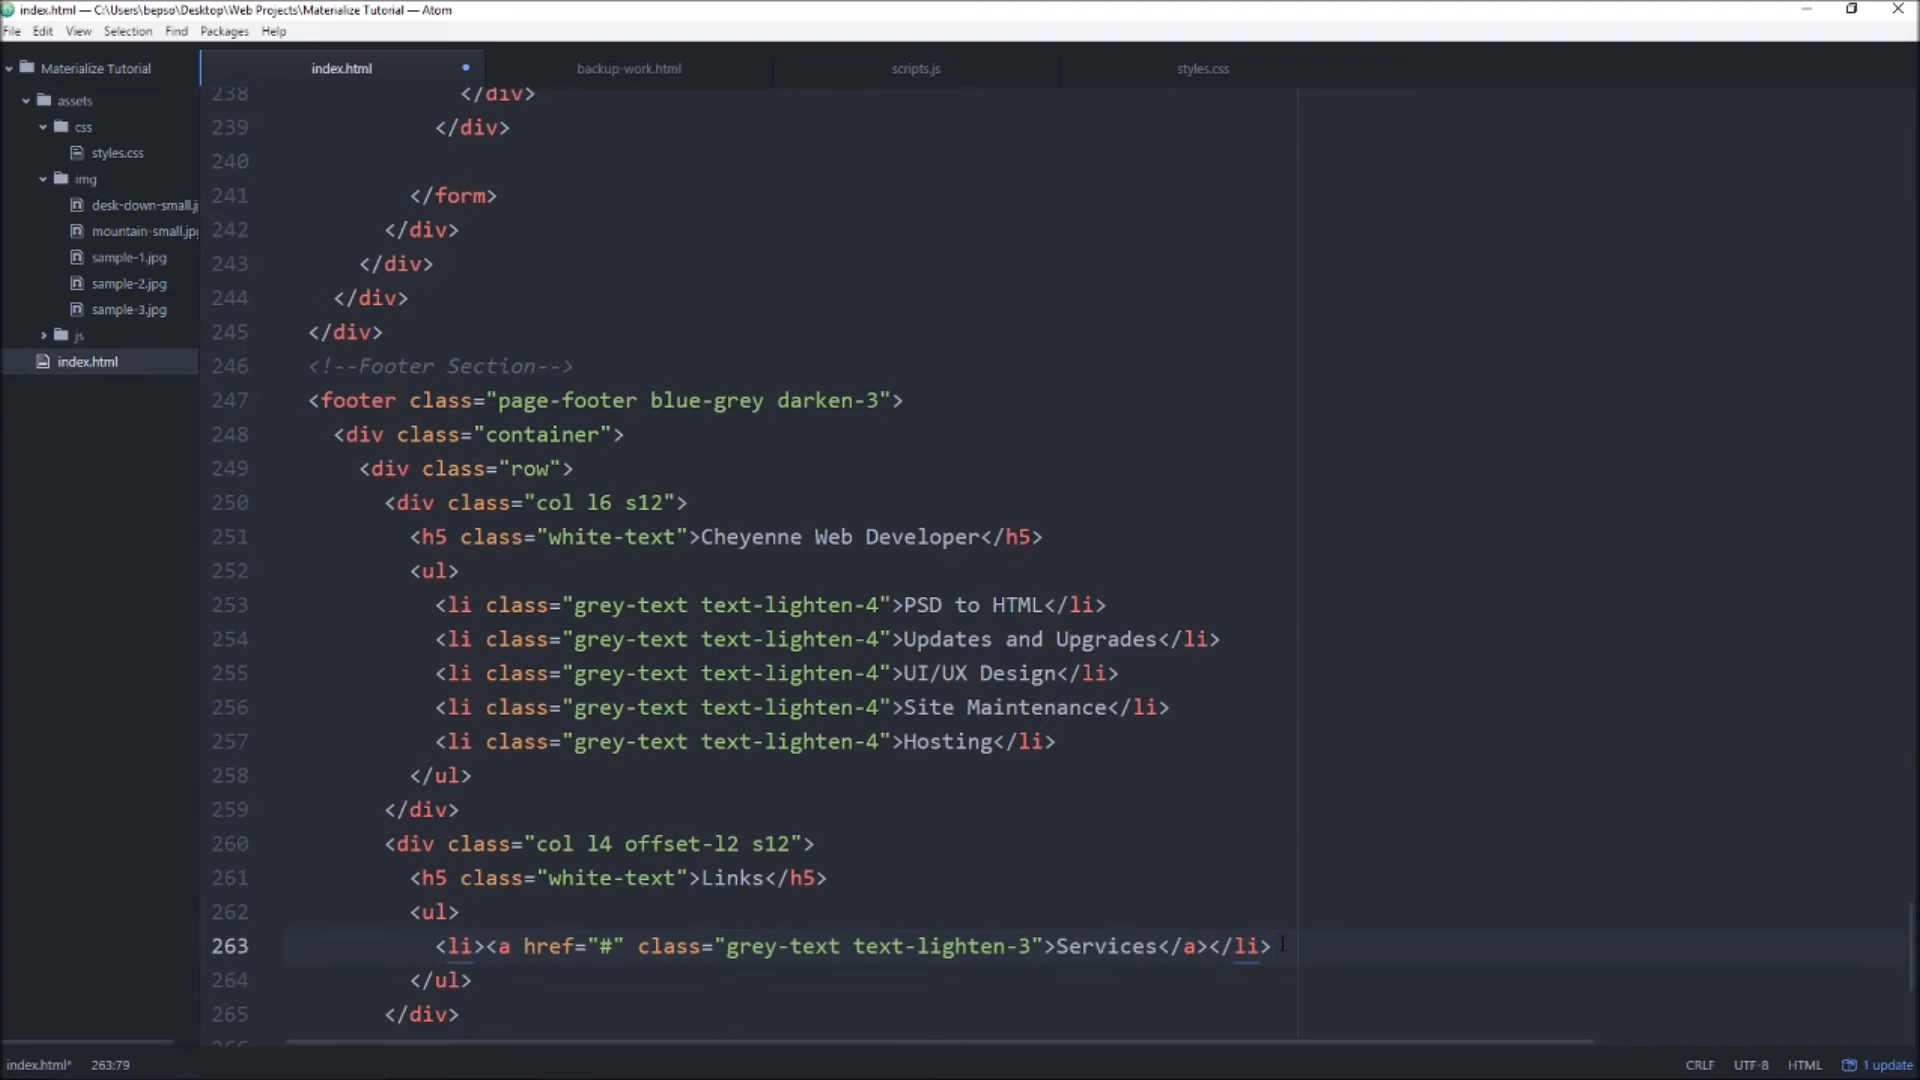 index.html — C:\Users\bepso\Desktop\Web Projects\Materialize Tutorial — Atom
File Edit View Selection Find Packages Help
Materialize Tutorial
assets
css
styles.css
img
desk-down-small.j
mountain-small.jpg
sample-1.jpg
sample-2.jpg
sample-3.jpg
js
index.html
index.html backup-work.html scripts.js styles.css
238 </div>
239 </div>
240
241 </form>
242 </div>
243 </div>
244 </div>
245 </div>
246 <!--Footer Section-->
247 <footer class="page-footer blue-grey darken-3">
248 <div class="container">
249 <div class="row">
250 <div class="col l6 s12">
251 <h5 class="white-text">Cheyenne Web Developer</h5>
252 <ul>
253 <li class="grey-text text-lighten-4">PSD to HTML</li>
254 <li class="grey-text text-lighten-4">Updates and Upgrades</li>
255 <li class="grey-text text-lighten-4">UI/UX Design</li>
256 <li class="grey-text text-lighten-4">Site Maintenance</li>
257 <li class="grey-text text-lighten-4">Hosting</li>
258 </ul>
259 </div>
260 <div class="col l4 offset-l2 s12">
261 <h5 class="white-text">Links</h5>
262 <ul>
263 <li><a href="#" class="grey-text text-lighten-3">Services</a></li>
264 </ul>
265 </div>
index.html* 263:79 CRLF UTF-8 HTML 1 update